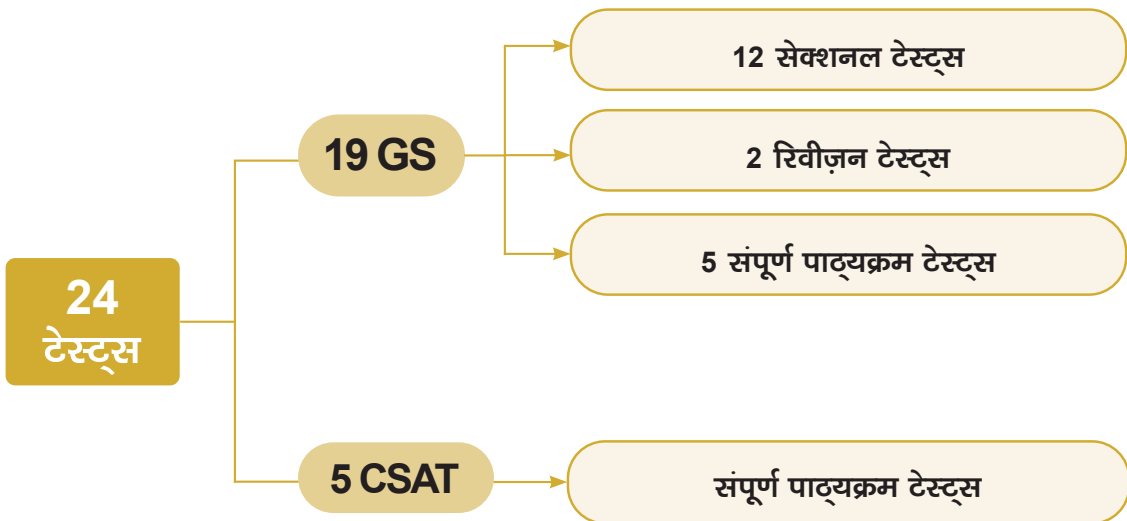 24
टेस्ट्स
19 GS
12 सेक्शनल टेस्ट्स
2 रिवीज़न टेस्ट्स
5 संपूर्ण पाठ्यक्रम टेस्ट्स
5 CSAT
संपूर्ण पाठ्यक्रम टेस्ट्स